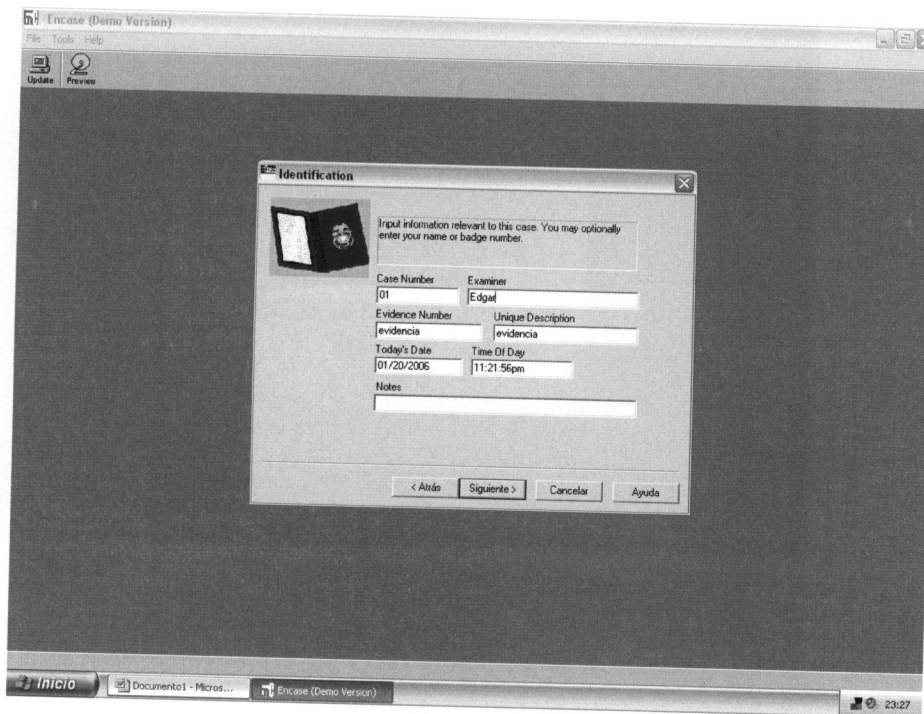 Encase (Demo Version)
File Tools Help
Update Preview
Identification
Input information relevant to this case. You may optionally
enter your name or badge number.
Case Number Examiner
01 Edgar
Evidence Number Unique Description
evidencia evidencia
Today's Date Time Of Day
01/20/2006 11:21:56pm
Notes
< Atrás Siguiente > Cancelar Ayuda
Inicio Documento1 - Micros... Encase (Demo Version) 23:27